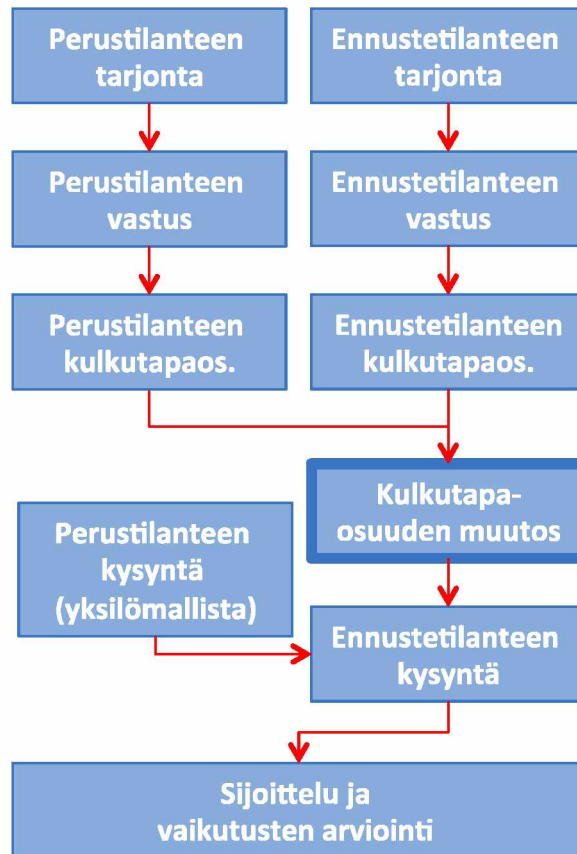 Perustilanteen
tarjonta
Ennustetilanteen
tarjonta
Perustilanteen
vastus
Ennustetilanteen
vastus
Perustilanteen
kulkutapaos.
Ennustetilanteen
kulkutapaos.
Kulkutapa-
osuuden muutos
Perustilanteen
kysyntä
(yksilömallista)
Ennustetilanteen
kysyntä
Sijoittelu ja
vaikutusten arviointi